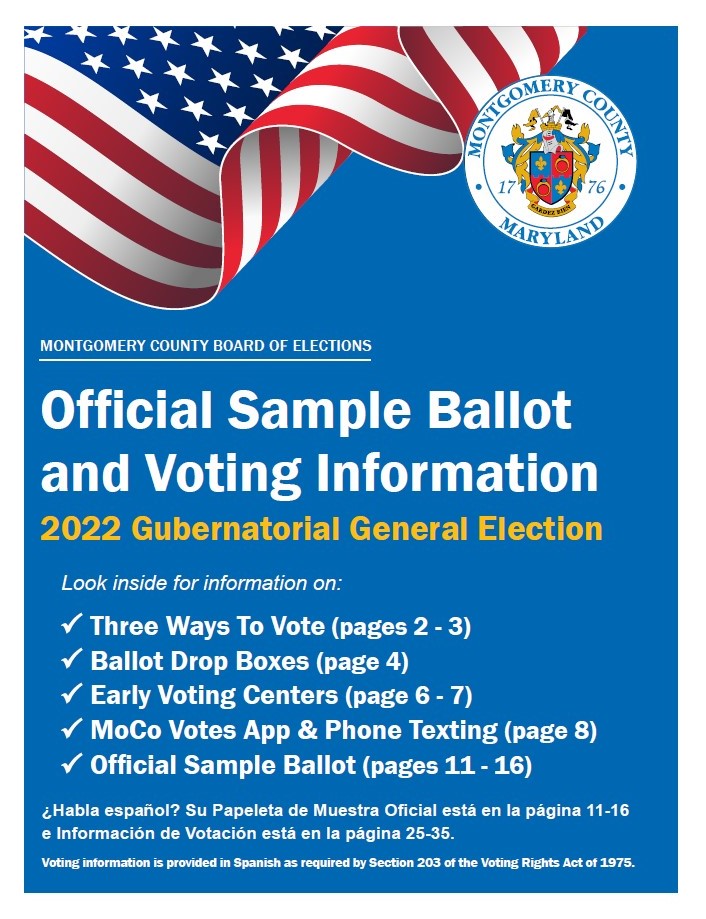 MONTGOMERY COUNTY
17 76
GARDEZ BIEN
MARYLAND
MONTGOMERY COUNTY BOARD OF ELECTIONS
Official Sample Ballot
and Voting Information
2022 Gubernatorial General Election
Look inside for information on:
✓ Three Ways To Vote (pages 2 - 3)
✓ Ballot Drop Boxes (page 4)
✓ Early Voting Centers (page 6 - 7)
✓ MoCo Votes App & Phone Texting (page 8)
✓ Official Sample Ballot (pages 11 - 16)
¿Habla español? Su Papeleta de Muestra Oficial está en la página 11-16
e Información de Votación está en la página 25-35.
Voting information is provided in Spanish as required by Section 203 of the Voting Rights Act of 1975.